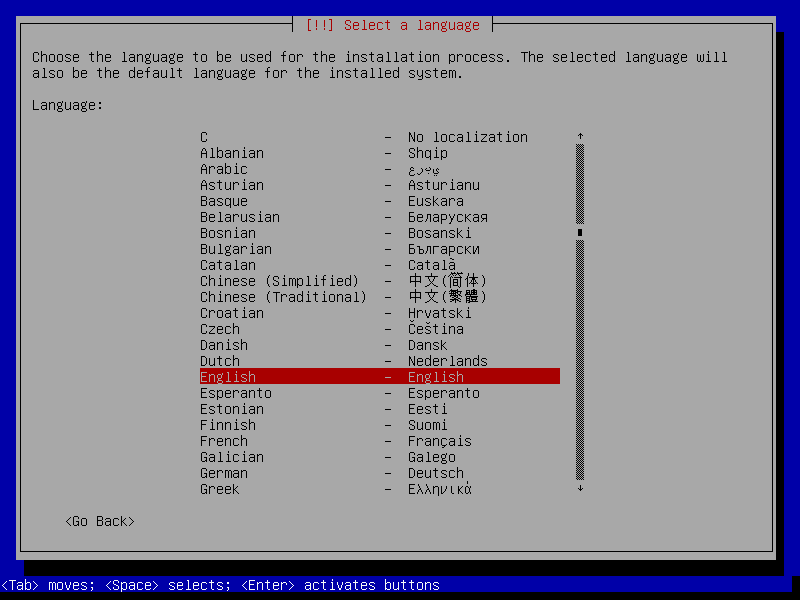 [!!] Select a language
Choose the language to be used for the installation process. The selected language will
also be the default language for the installed system.
Language:
C - No localization
Albanian - Shqip
Arabic - عربي
Asturian - Asturianu
Basque - Euskara
Belarusian - Беларуская
Bosnian - Bosanski
Bulgarian - Български
Catalan - Català
Chinese (Simplified) - 中文(简体)
Chinese (Traditional) - 中文(繁體)
Croatian - Hrvatski
Czech - Čeština
Danish - Dansk
Dutch - Nederlands
English - English
Esperanto - Esperanto
Estonian - Eesti
Finnish - Suomi
French - Français
Galician - Galego
German - Deutsch
Greek - Ελληνικά
<Go Back>
<Tab> moves; <Space> selects; <Enter> activates buttons